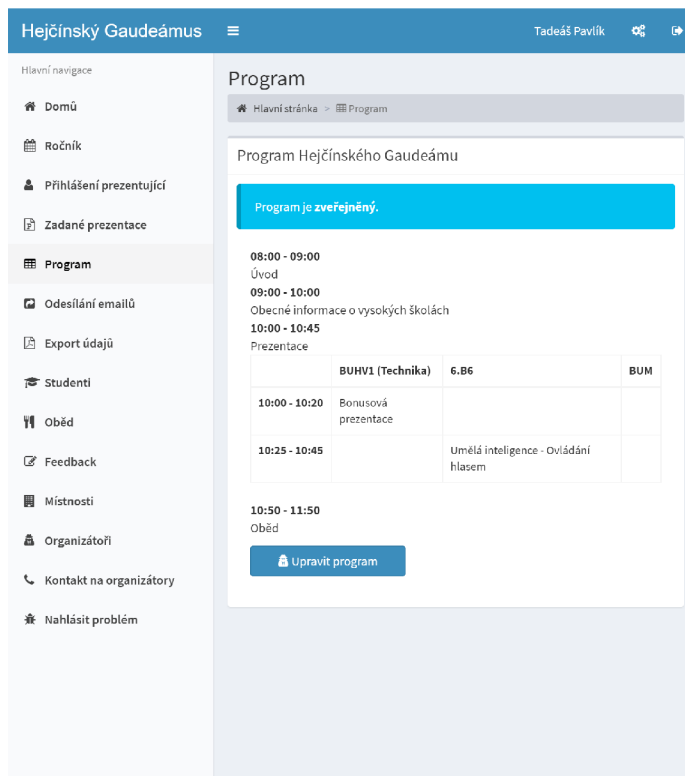 Hejčínský Gaudeámus
Tadeáš Pavlík
Hlavní navigace
Domů
Ročník
Přihlášení prezentující
Zadané prezentace
Program
Odesílání emailů
Export údajů
Studenti
Oběd
Feedback
Místnosti
Organizátoři
Kontakt na organizátory
Nahlásit problém
Program
Hlavní stránka > Program
Program Hejčínského Gaudeámu
Program je zveřejněný.
08:00 - 09:00
Úvod
09:00 - 10:00
Obecné informace o vysokých školách
10:00 - 10:45
Prezentace
BUHV1 (Technika) 6.B6 BUM
10:00 - 10:20 Bonusová
prezentace
10:25 - 10:45 Umělá inteligence - Ovládání
hlasem
10:50 - 11:50
Oběd
Upravit program